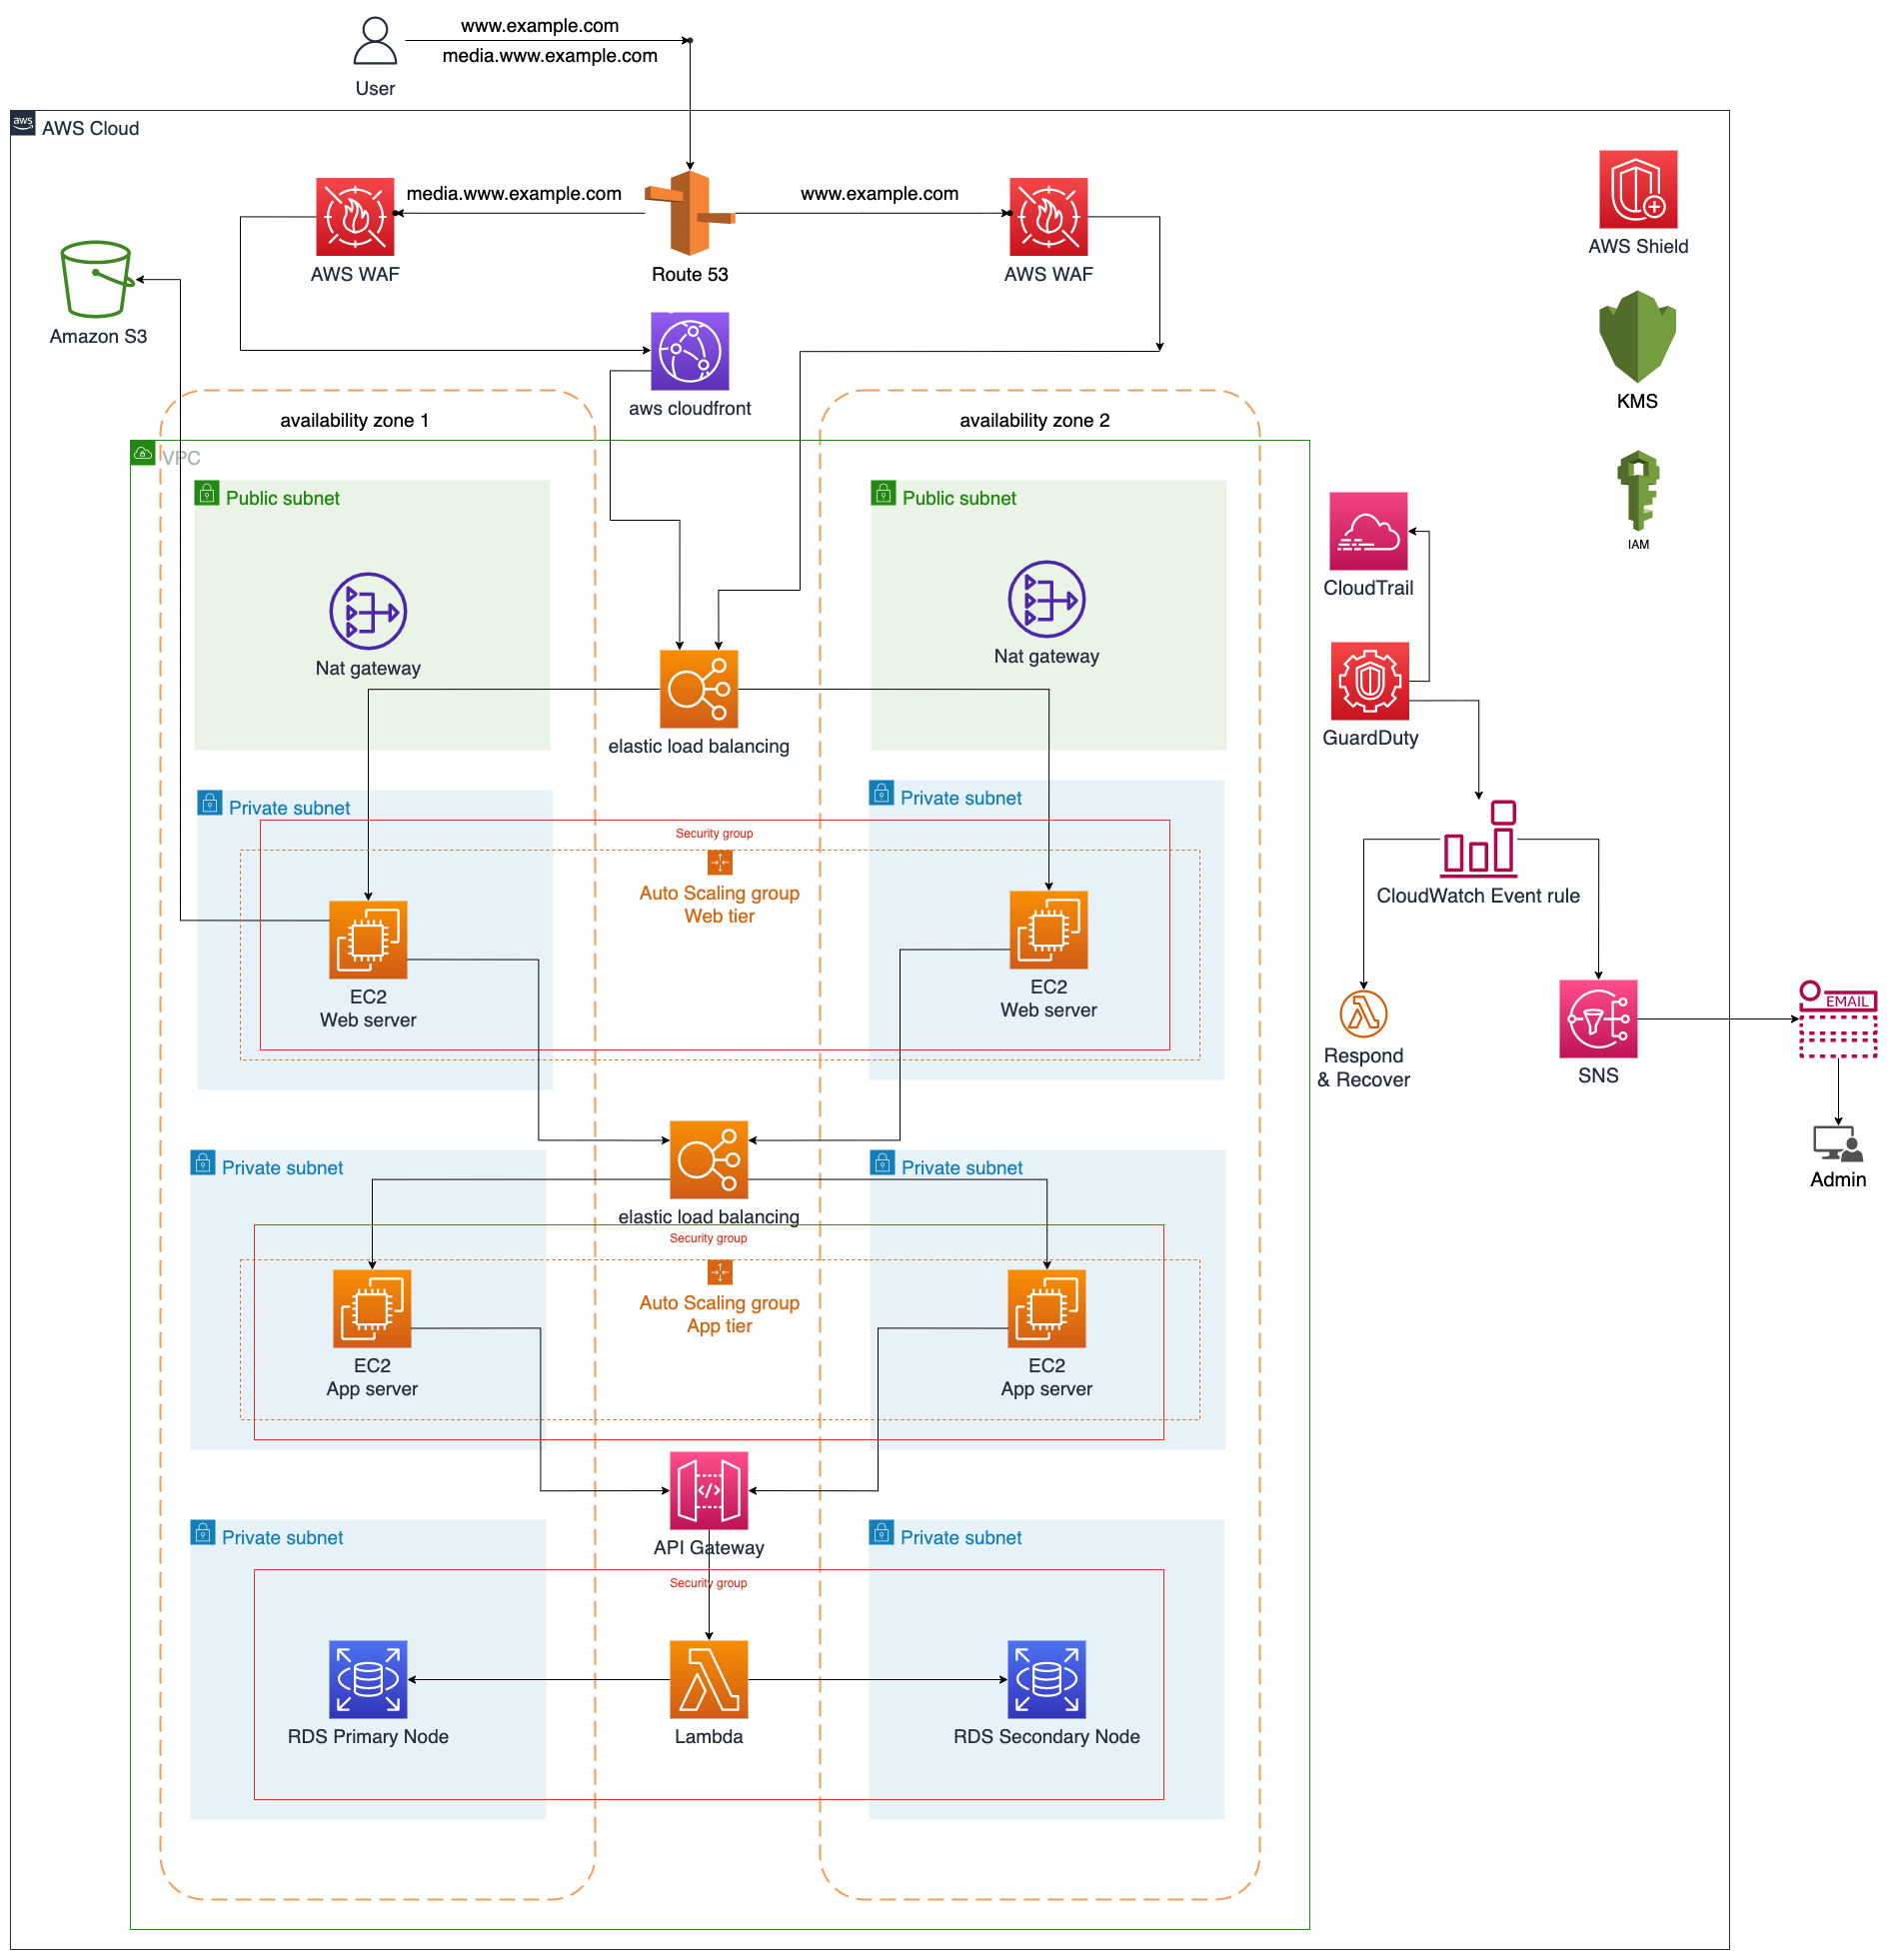 www.example.com
media.www.example.com
User
aws
AWS Cloud
media.www.example.com
www.example.com
AWS WAF
Route 53
AWS WAF
AWS Shield
Amazon S3
KMS
aws cloudfront
availability zone 1
availability zone 2
VPC
Public subnet
Public subnet
IAM
CloudTrail
Nat gateway
Nat gateway
elastic load balancing
GuardDuty
Private subnet
Private subnet
Security group
Auto Scaling group
Web tier
CloudWatch Event rule
EC2
Web server
EC2
Web server
EMAIL
Respond
& Recover
SNS
Private subnet
Private subnet
Admin
elastic load balancing
Security group
Auto Scaling group
App tier
EC2
App server
EC2
App server
</>
API Gateway
Private subnet
Private subnet
Security group
RDS Primary Node
Lambda
RDS Secondary Node